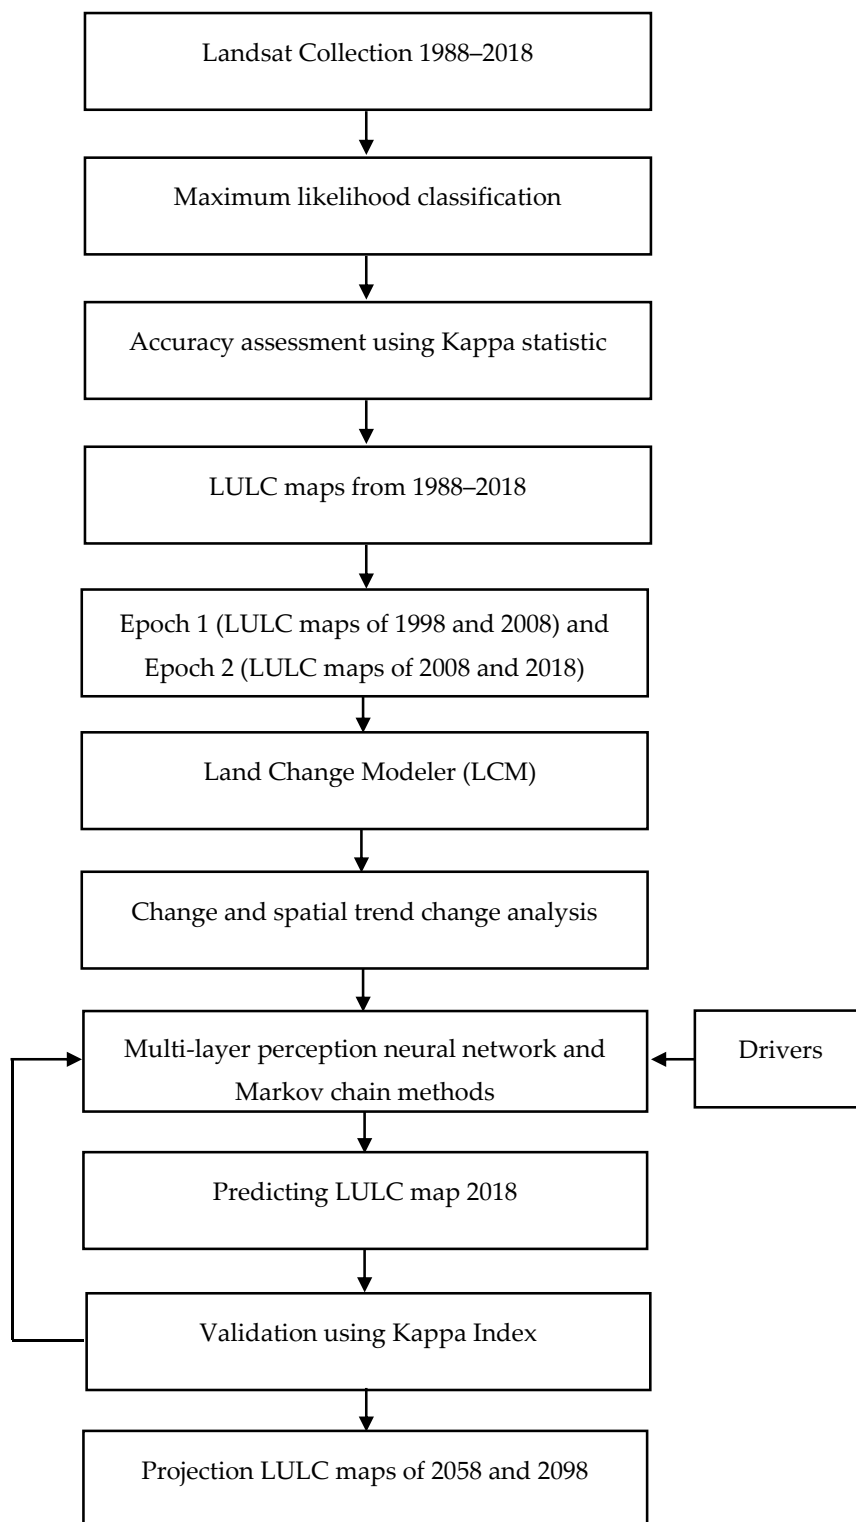 Landsat Collection 1988–2018
Maximum likelihood classification
Accuracy assessment using Kappa statistic
LULC maps from 1988–2018
Epoch 1 (LULC maps of 1998 and 2008) and
Epoch 2 (LULC maps of 2008 and 2018)
Land Change Modeler (LCM)
Change and spatial trend change analysis
Multi-layer perception neural network and
Markov chain methods
Drivers
Predicting LULC map 2018
Validation using Kappa Index
Projection LULC maps of 2058 and 2098